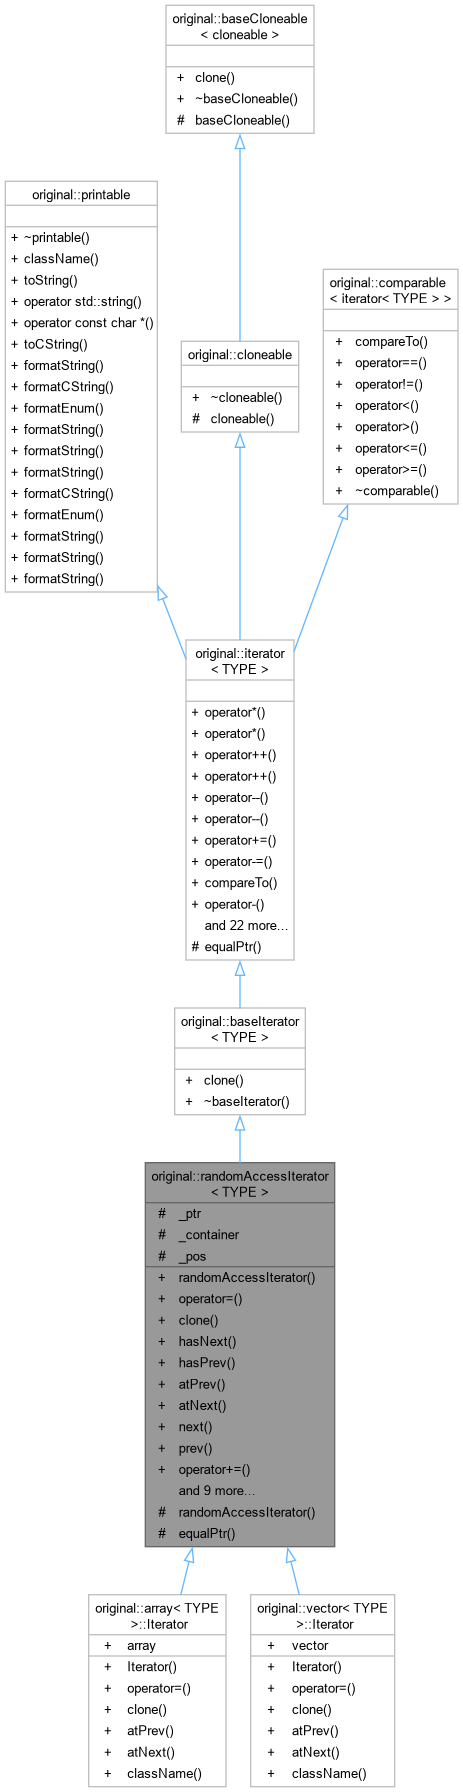 original::baseCloneable
< cloneable >
+ clone()
+ ~baseCloneable()
# baseCloneable()
original::printable
+ ~printable()
+ className()
+ toString()
+ operator std::string()
+ operator const char *()
+ toCString()
+ formatString()
+ formatCString()
+ formatEnum()
+ formatString()
+ formatString()
+ formatString()
+ formatCString()
+ formatEnum()
+ formatString()
+ formatString()
+ formatString()
original::cloneable
+ ~cloneable()
# cloneable()
original::comparable
< iterator< TYPE > >
+ compareTo()
+ operator==()
+ operator!=()
+ operator<()
+ operator>()
+ operator<=()
+ operator>=()
+ ~comparable()
original::iterator
< TYPE >
+ operator*()
+ operator*()
+ operator++()
+ operator++()
+ operator--()
+ operator--()
+ operator+=()
+ operator-=()
+ compareTo()
+ operator-()
and 22 more...
# equalPtr()
original::baseIterator
< TYPE >
+ clone()
+ ~baseIterator()
original::randomAccessIterator
< TYPE >
# _ptr
# _container
# _pos
+ randomAccessIterator()
+ operator=()
+ clone()
+ hasNext()
+ hasPrev()
+ atPrev()
+ atNext()
+ next()
+ prev()
+ operator+=()
and 9 more...
# randomAccessIterator()
# equalPtr()
original::array< TYPE
>::Iterator
+ array
+ Iterator()
+ operator=()
+ clone()
+ atPrev()
+ atNext()
+ className()
original::vector< TYPE
>::Iterator
+ vector
+ Iterator()
+ operator=()
+ clone()
+ atPrev()
+ atNext()
+ className()